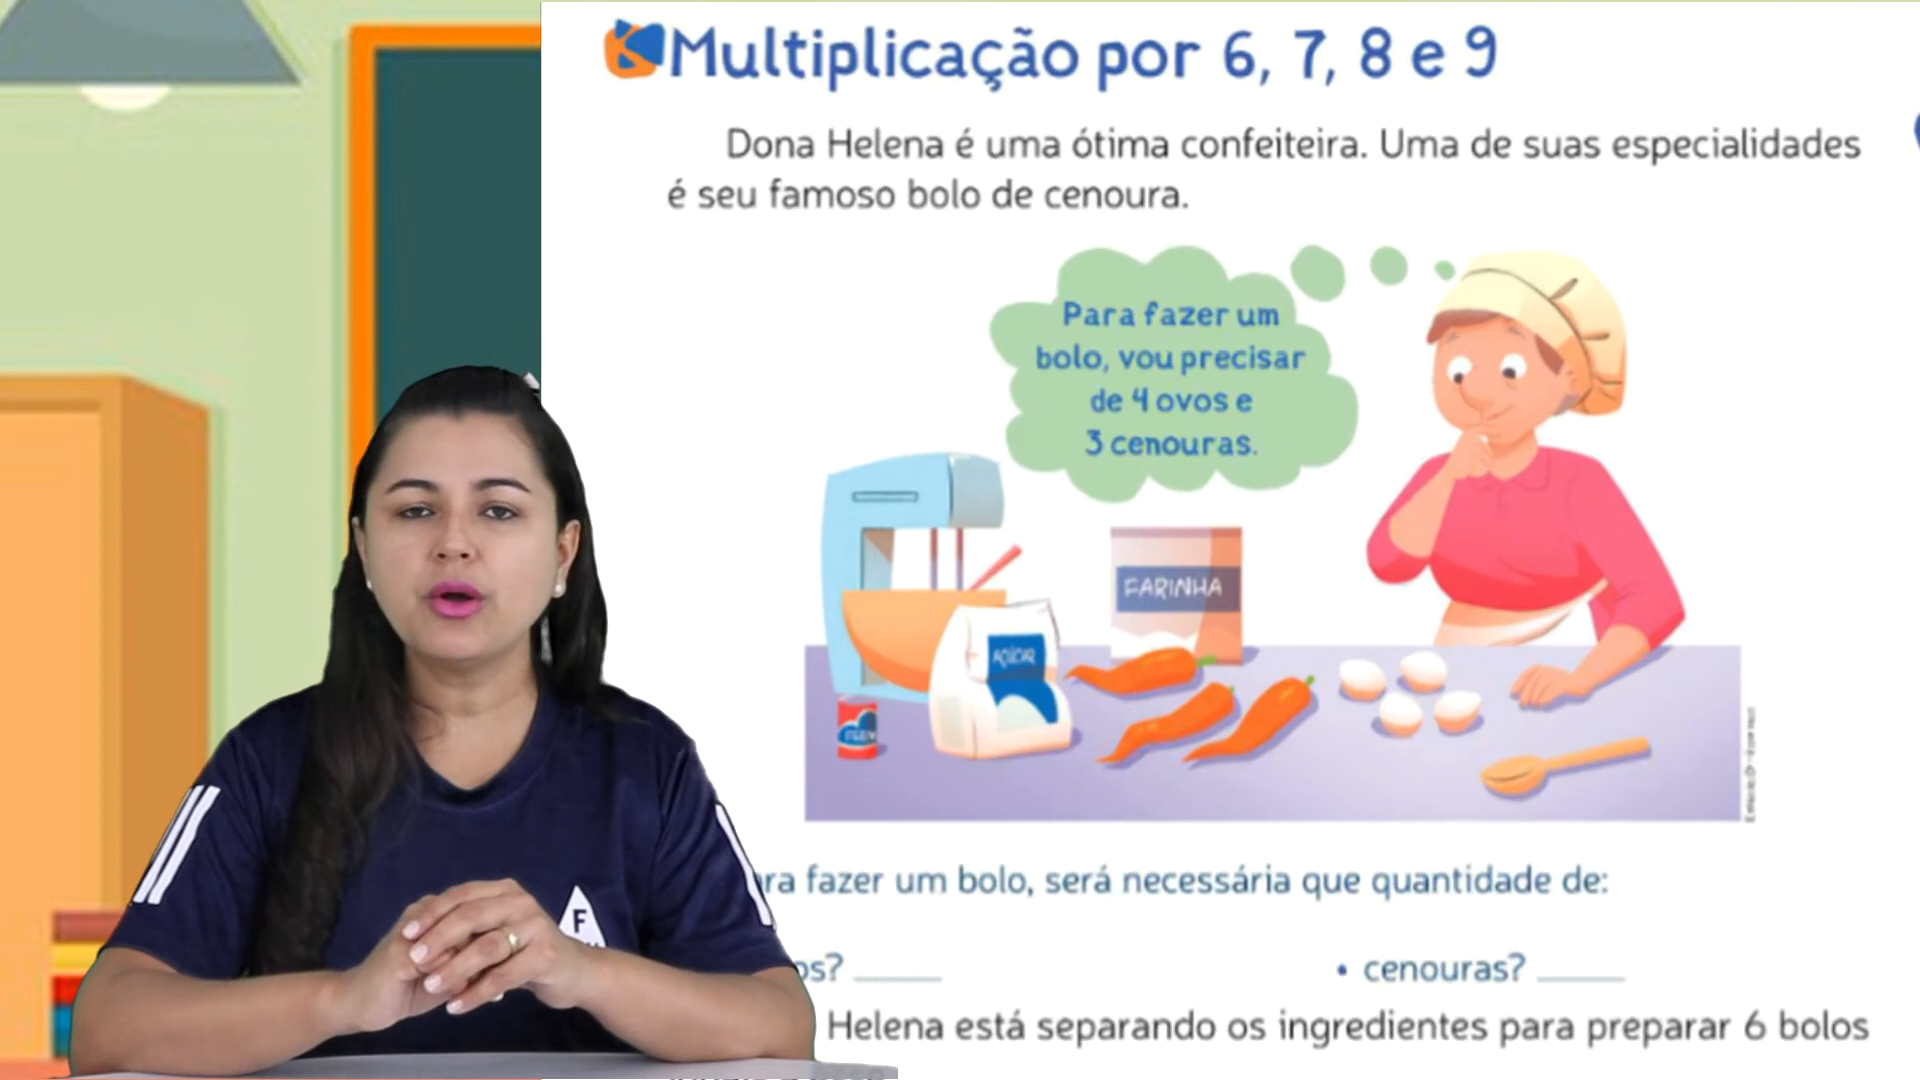 Multiplicação por 6, 7, 8 e 9
Dona Helena é uma ótima confeiteira. Uma de suas especialidades
é seu famoso bolo de cenoura.
Para fazer um
bolo, vou precisar
de 4 ovos e
3 cenouras.
FARINHA
AÇÚCAR
ra fazer um bolo, será necessária que quantidade de:
os? ____
• cenouras? ____
Helena está separando os ingredientes para preparar 6 bolos
F